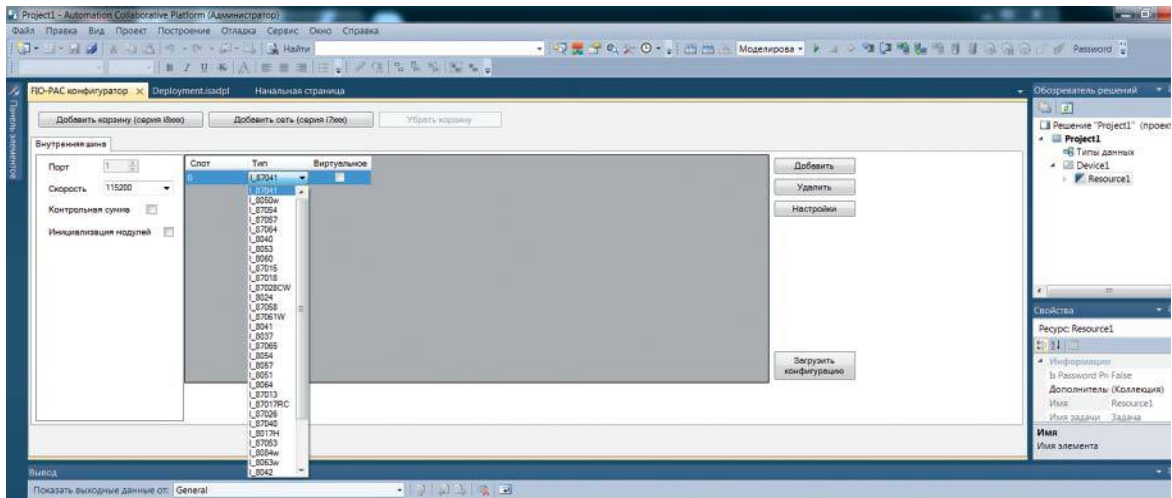 Project1 - Automation Collaborative Platform (Администратор)
Файл Правка Вид Проект Построение Отладка Сервис Окно Справка
Найти Моделирова Password
FIO-PAC конфигуратор Deployment.isadpl Начальная страница
Панель элементов
Добавить корзину (серия i8xxx) Добавить сеть (серия i7xxx) Убрать корзину
Внутренняя шина
Порт 1
Скорость 115200
Контрольная сумма
Инициализация модулей
Слот Тип Виртуальное
0 I_87041
I_87041
I_8050w
I_87054
I_87057
I_87064
I_8040
I_8053
I_8060
I_87015
I_87018
I_87028CW
I_8024
I_87058
I_87061W
I_8041
I_8037
I_87065
I_8054
I_8057
I_8051
I_8064
I_87013
I_87017RC
I_87026
I_87040
I_8017H
I_87053
I_8084w
I_8063w
I_8042
Добавить
Удалить
Настройки
Загрузить
конфигурацию
Обозреватель решений
Решение "Project1" (проек
Project1
Типы данных
Device1
Resource1
Свойства
Ресурс: Resource1
Информация
Is Password Pr False
Дополнитель (Коллекция)
Имя Resource1
Имя задачи Задача
Имя
Имя элемента
Вывод
Показать выходные данные от: General